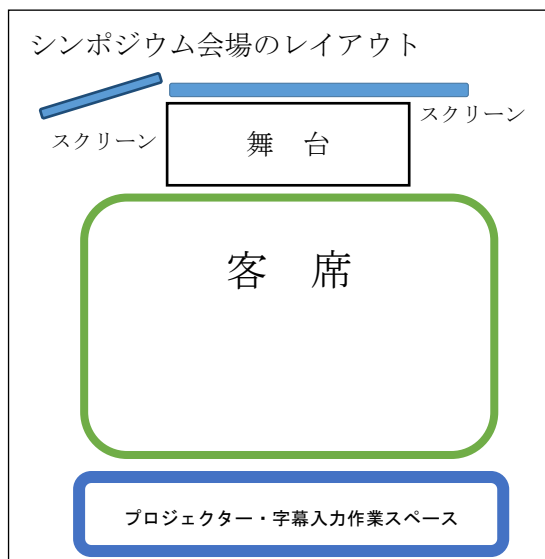 シンポジウム会場のレイアウト
スクリーン
スクリーン
舞　台
客　席
プロジェクター・字幕入力作業スペース